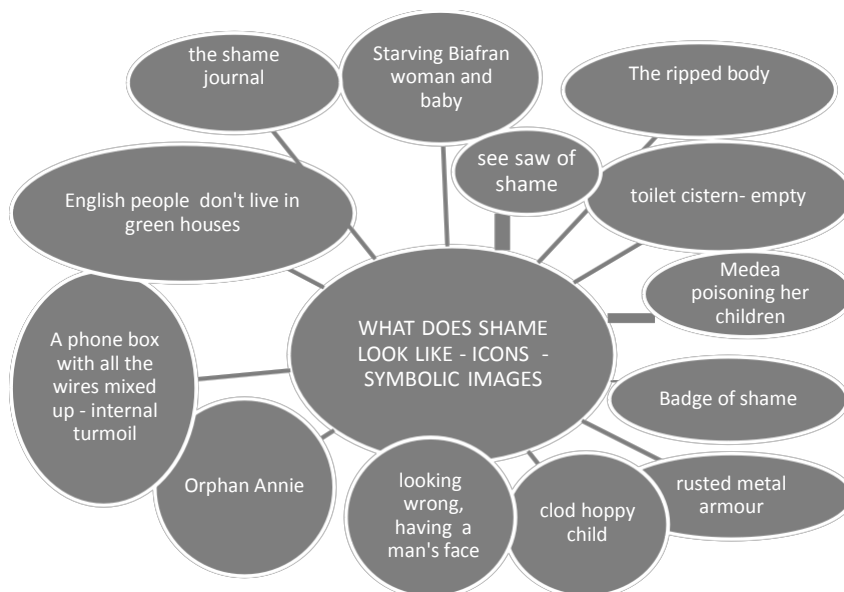 the shame
journal
Starving Biafran
woman and
baby
The ripped body
see saw of
shame
toilet cistern- empty
English people  don't live in
green houses
Medea
poisoning her
children
WHAT DOES SHAME
LOOK LIKE - ICONS  -
SYMBOLIC IMAGES
A phone box
with all the
wires mixed
up - internal
turmoil
Badge of shame
Orphan Annie
looking
wrong,
having  a
man's face
clod hoppy
child
rusted metal
armour